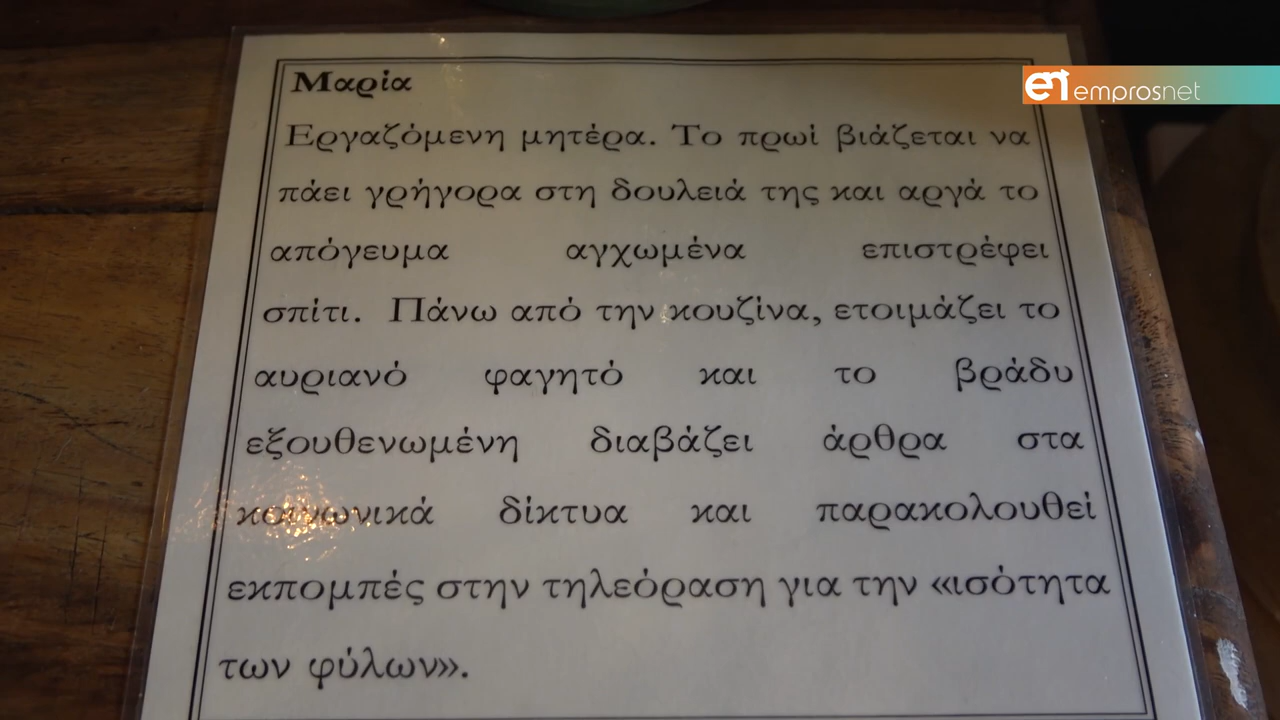 Μαρία
Εργαζόμενη μητέρα. Το πρωί βιάζεται να
πάει γρήγορα στη δουλειά της και αργά το
απόγευμα αγχωμένα επιστρέφει
σπίτι. Πάνω από την κουζίνα, ετοιμάζει το
αυριανό φαγητό και το βράδυ
εξουθενωμένη διαβάζει άρθρα στα
κοινωνικά δίκτυα και παρακολουθεί
εκπομπές στην τηλεόραση για την «ισότητα
των φύλων».
en emprosnet